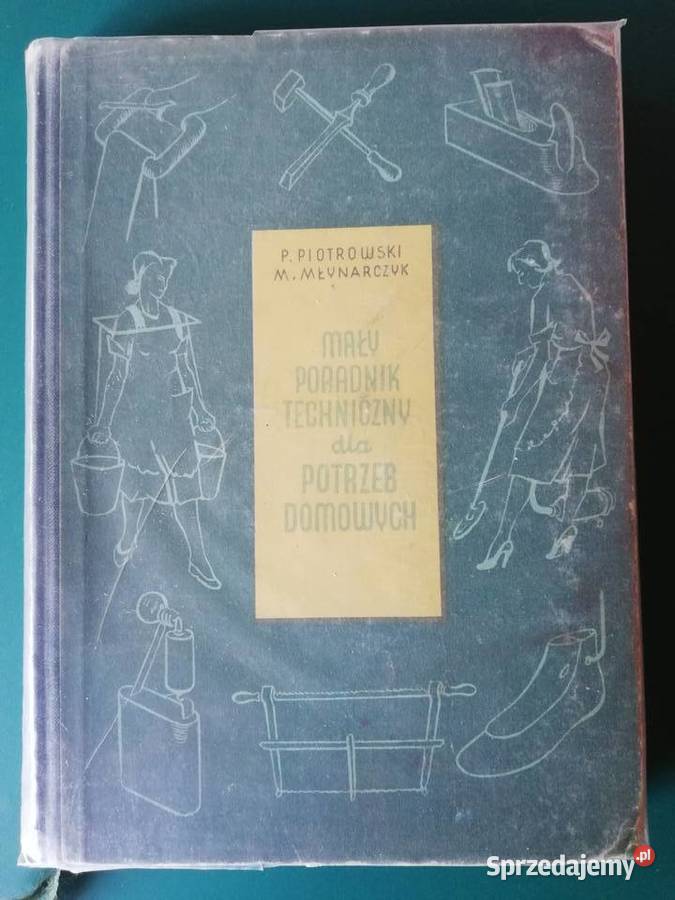 P. PIOTROWSKI
M. MŁYNARCZYK
MAŁY
PORADNIK
TECHNICZNY
dla
POTRZEB
DOMOWYCH
Sprzedajemy.pl